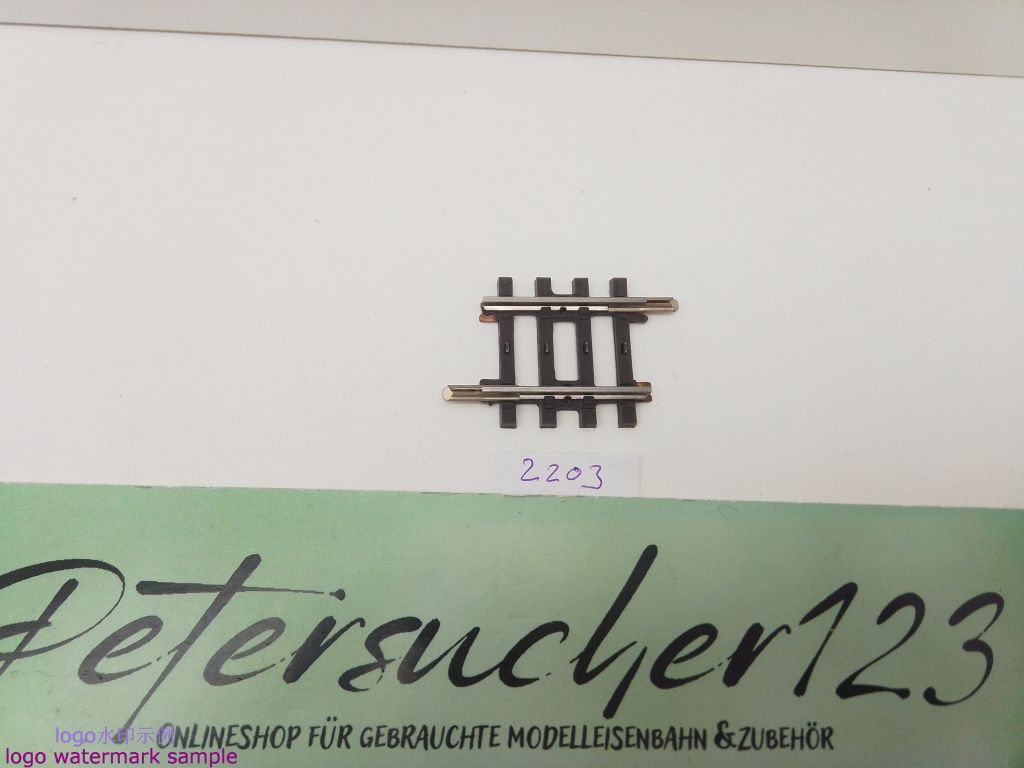 2203
Petersucher123
ONLINESHOP FÜR GEBRAUCHTE MODELLEISENBAHN & ZUBEHÖR
logo水印示例
logo watermark sample